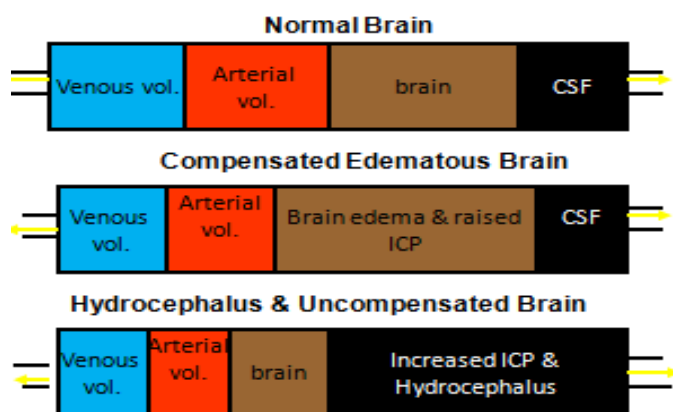 Normal Brain
Venous vol.
Arterial
vol.
brain
CSF
Compensated Edematous Brain
Venous
vol.
Arterial
vol.
Brain edema & raised
ICP
CSF
Hydrocephalus & Uncompensated Brain
Venous
vol.
Arterial
vol.
brain
Increased ICP &
Hydrocephalus